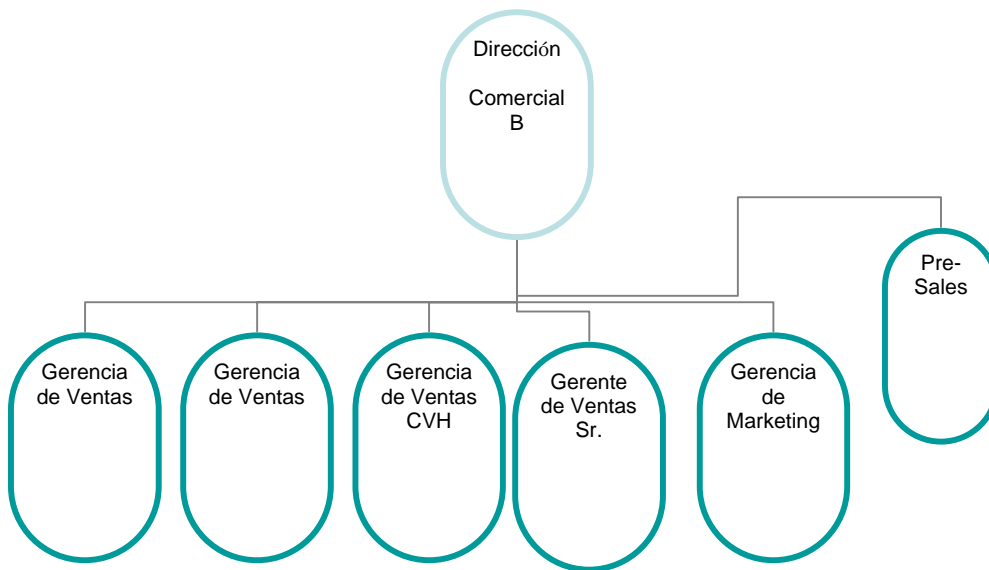 Dirección
Comercial
B
Pre-
Sales
Gerencia
de Ventas
Gerencia
de Ventas
Gerencia
de Ventas
CVH
Gerente
de Ventas
Sr.
Gerencia
de
Marketing